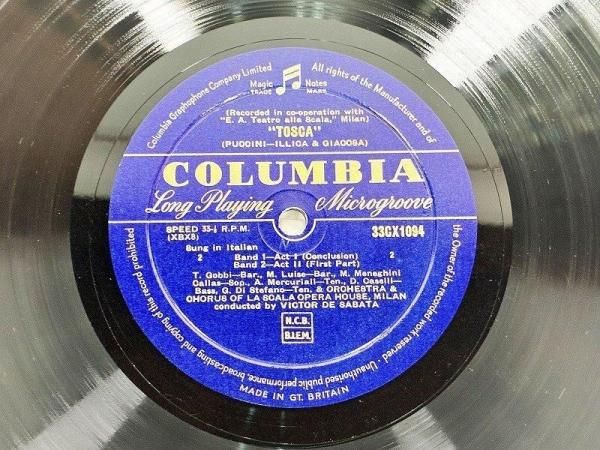 Columbia Graphophone Company Limited
Magic Notes
TRADE MARK
All rights of the Manufacturer and of
the Owner of the recorded work reserved - Unauthorised public performance, broadcasting and copying of this record prohibited
(Recorded in co-operation with
"E. A. Teatro alla Scala," Milan)
"TOSCA"
(PUCCINI—ILLICA & GIACOSA)
COLUMBIA
Long Playing Microgroove
SPEED 33⅓ R.P.M. 33CX1094
(XBX8)
Sung in Italian
2 Band 1—Act I (Conclusion) 2
Band 2—Act II (First Part)
T. Gobbi—Bar., M. Luise—Bar., M. Meneghini
Callas—Sop., A. Mercuriali—Ten., D. Caselli—
Bass, G. Di Stefano—Ten. & ORCHESTRA &
CHORUS OF LA SCALA OPERA HOUSE, MILAN
conducted by VICTOR DE SABATA
N.C.B.
B.I.E.M.
MADE IN GT. BRITAIN